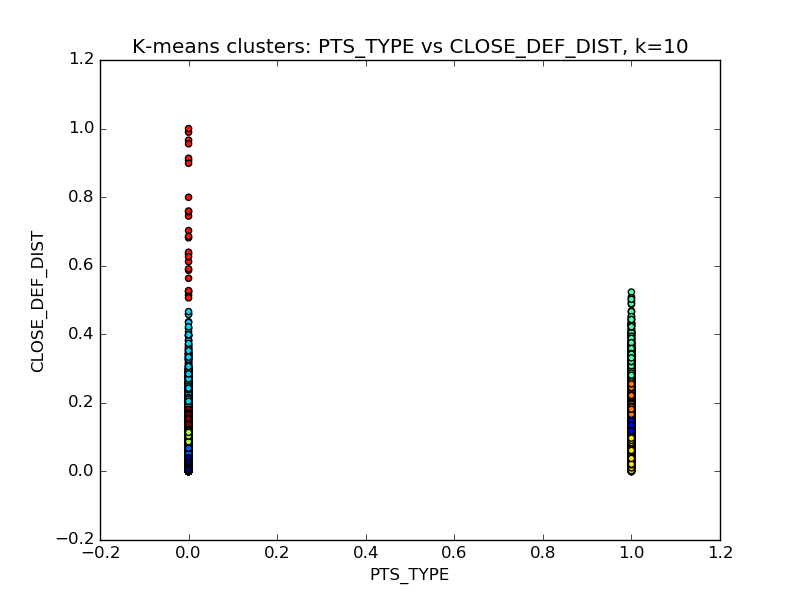 K-means clusters: PTS_TYPE vs CLOSE_DEF_DIST, k=10
1.2
1.0
0.8
0.6
0.4
0.2
0.0
−0.2
CLOSE_DEF_DIST
−0.2 0.0 0.2 0.4 0.6 0.8 1.0 1.2
PTS_TYPE